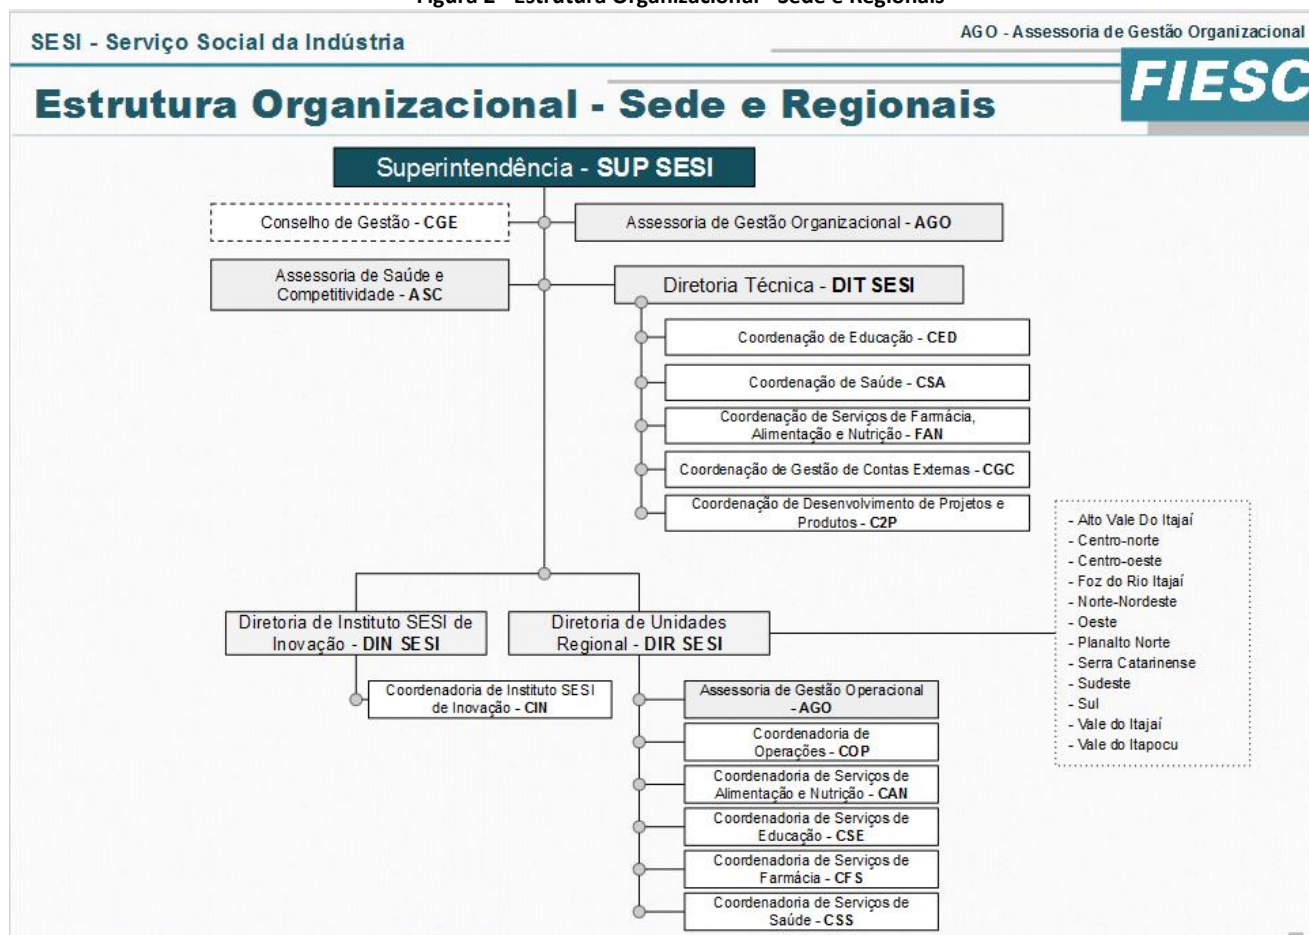 Figura 2 - Estrutura Organizacional - Sede e Regionais
SESI - Serviço Social da Indústria
AGO - Assessoria de Gestão Organizacional
FIESC
Estrutura Organizacional - Sede e Regionais
Superintendência - SUP SESI
Conselho de Gestão - CGE
Assessoria de Gestão Organizacional - AGO
Assessoria de Saúde e
Competitividade - ASC
Diretoria Técnica - DIT SESI
Coordenação de Educação - CED
Coordenação de Saúde - CSA
Coordenação de Serviços de Farmácia,
Alimentação e Nutrição - FAN
Coordenação de Gestão de Contas Externas - CGC
Coordenação de Desenvolvimento de Projetos e
Produtos - C2P
- Alto Vale Do Itajaí
- Centro-norte
- Centro-oeste
- Foz do Rio Itajaí
- Norte-Nordeste
- Oeste
- Planalto Norte
- Serra Catarinense
- Sudeste
- Sul
- Vale do Itajaí
- Vale do Itapocu
Diretoria de Instituto SESI de
Inovação - DIN SESI
Diretoria de Unidades
Regional - DIR SESI
Coordenadoria de Instituto SESI
de Inovação - CIN
Assessoria de Gestão Operacional
- AGO
Coordenadoria de
Operações - COP
Coordenadoria de Serviços de
Alimentação e Nutrição - CAN
Coordenadoria de Serviços de
Educação - CSE
Coordenadoria de Serviços de
Farmácia - CFS
Coordenadoria de Serviços de
Saúde - CSS